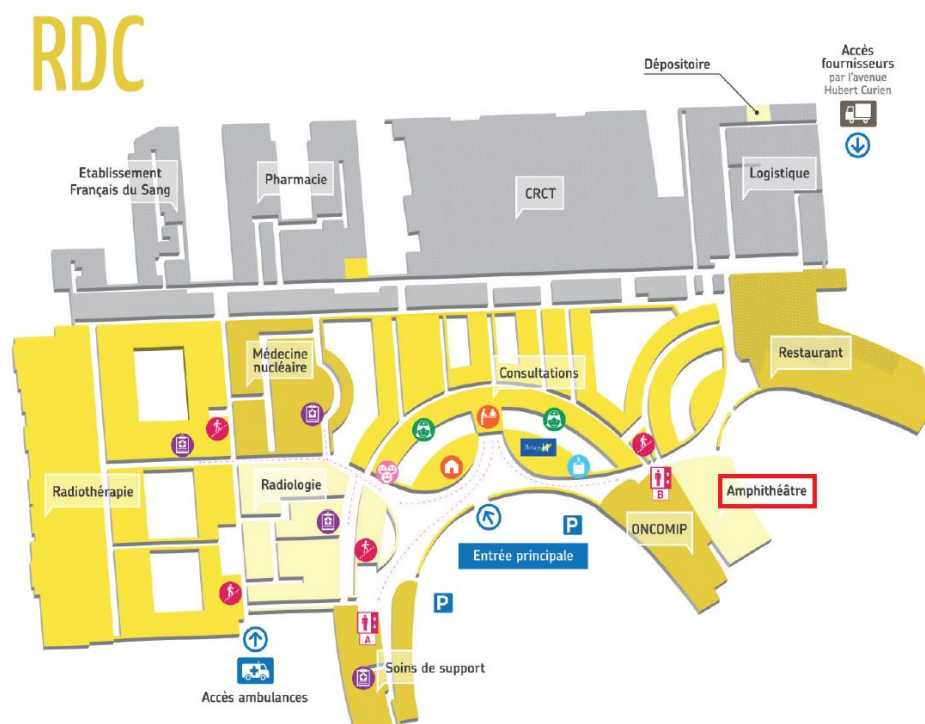 RDC
Accès
fournisseurs
par l'avenue
Hubert Curien
Dépositoire
Etablissement
Français du Sang
Pharmacie
CRCT
Logistique
Médecine
nucléaire
Consultations
Restaurant
Relays
Radiothérapie
Radiologie
B
Amphithéâtre
ONCOMIP
P
Entrée principale
P
A
Soins de support
Accès ambulances